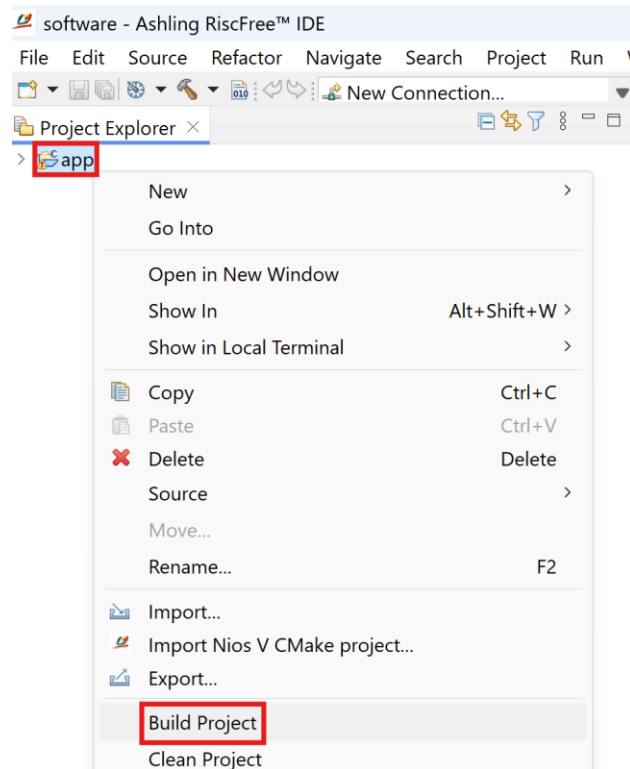 software - Ashling RiscFree™ IDE
File Edit Source Refactor Navigate Search Project Run
010 New Connection...
Project Explorer
app
New
Go Into
Open in New Window
Show In Alt+Shift+W
Show in Local Terminal
Copy Ctrl+C
Paste Ctrl+V
Delete Delete
Source
Move...
Rename... F2
Import...
Import Nios V CMake project...
Export...
Build Project
Clean Project